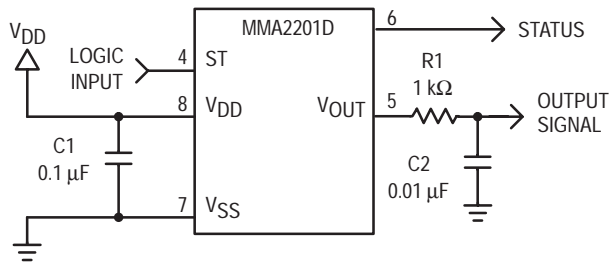 VDD
LOGIC
INPUT
4
ST
MMA2201D
6
STATUS
R1
1 kΩ
8
VDD
VOUT
5
OUTPUT
SIGNAL
C1
0.1 µF
C2
0.01 µF
7
VSS